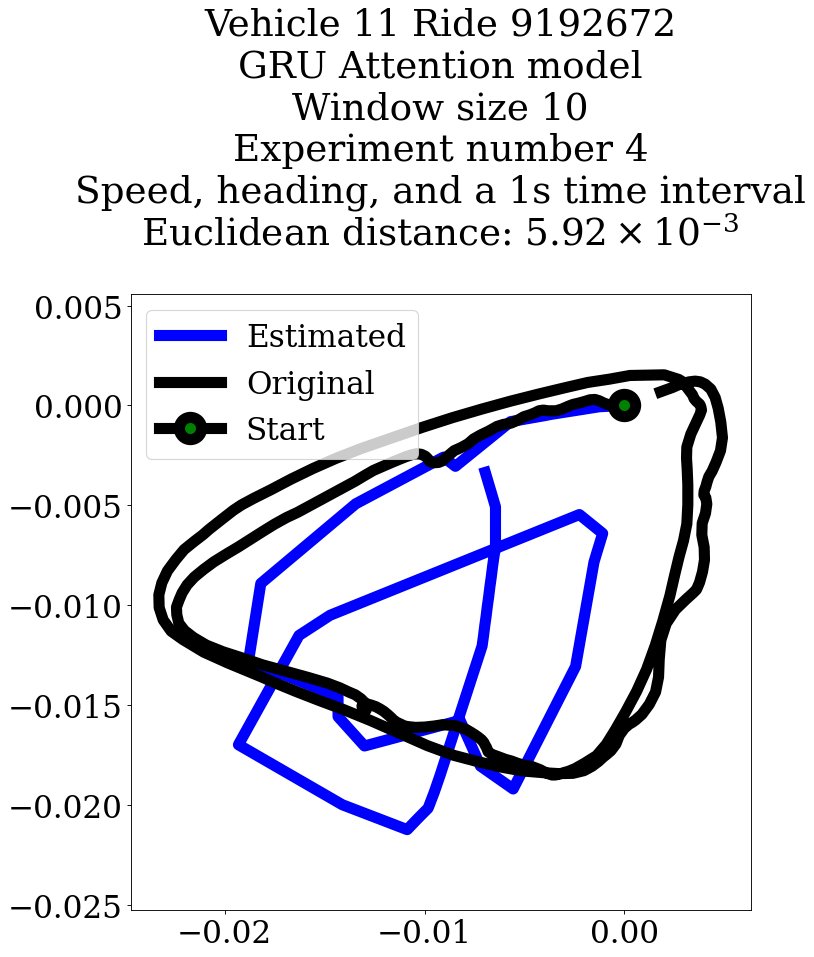 Vehicle 11 Ride 9192672
GRU Attention model
Window size 10
Experiment number 4
Speed, heading, and a 1s time interval
Euclidean distance: 5.92 × 10⁻³
Estimated
Original
Start
0.005
0.000
−0.005
−0.010
−0.015
−0.020
−0.025
−0.02 −0.01 0.00